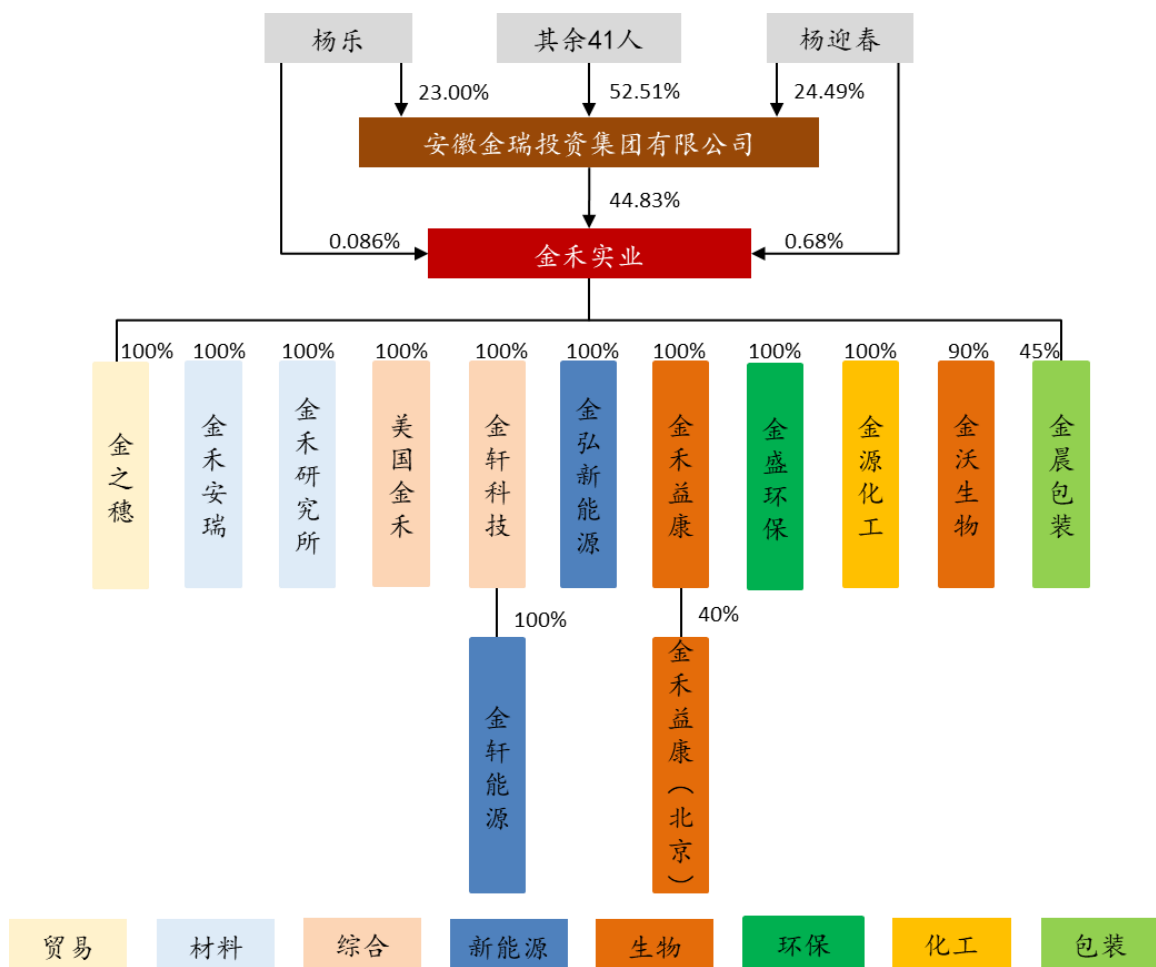 杨乐
其余41人
杨迎春
23.00%
52.51%
24.49%
安徽金瑞投资集团有限公司
44.83%
0.086%
0.68%
金禾实业
100%
100%
100%
100%
100%
100%
100%
100%
100%
90%
45%
金之穗
金禾安瑞
金禾研究所
美国金禾
金轩科技
金弘新能源
金禾益康
金盛环保
金源化工
金沃生物
金晨包装
100%
40%
金轩能源
金禾益康（北京）
贸易
材料
综合
新能源
生物
环保
化工
包装